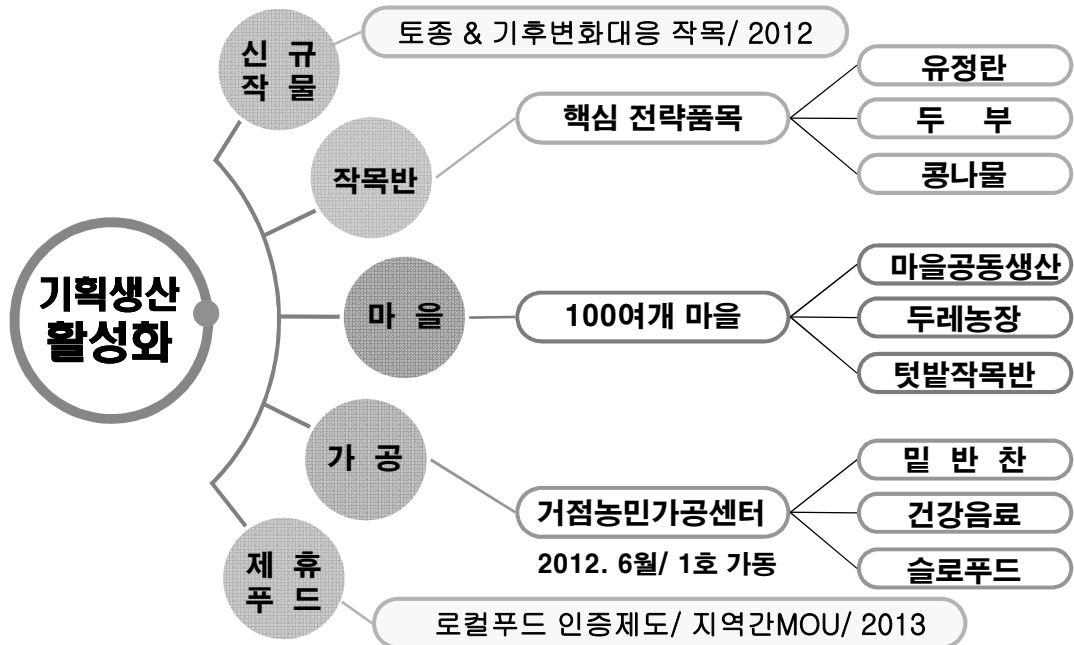 기획생산
활성화
신 규
작 물
토종 & 기후변화대응 작목/ 2012
작목반
핵심 전략품목
유정란
두 부
콩나물
마 을
100여개 마을
마을공동생산
두레농장
텃밭작목반
가 공
거점농민가공센터
2012. 6월/ 1호 가동
밑 반 찬
건강음료
슬로푸드
제 휴
푸 드
로컬푸드 인증제도/ 지역간MOU/ 2013